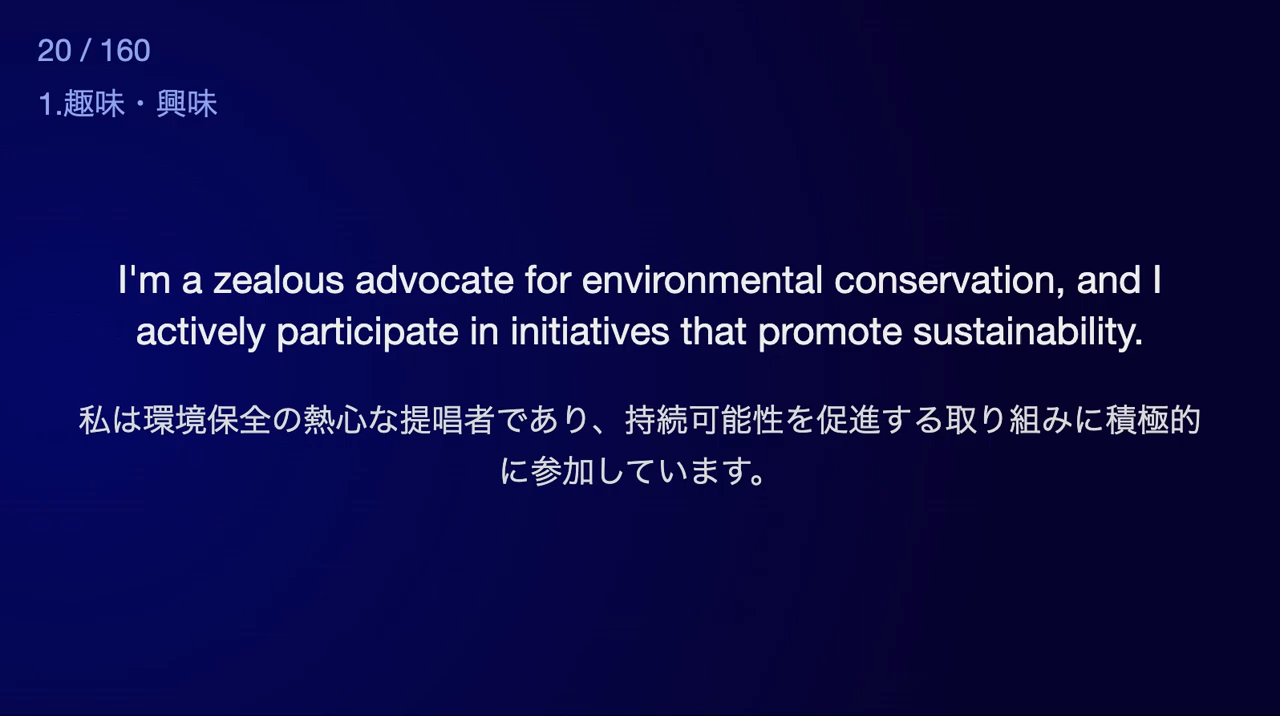 20 / 160
1.趣味・興味
I'm a zealous advocate for environmental conservation, and I
actively participate in initiatives that promote sustainability.
私は環境保全の熱心な提唱者であり、持続可能性を促進する取り組みに積極的
に参加しています。